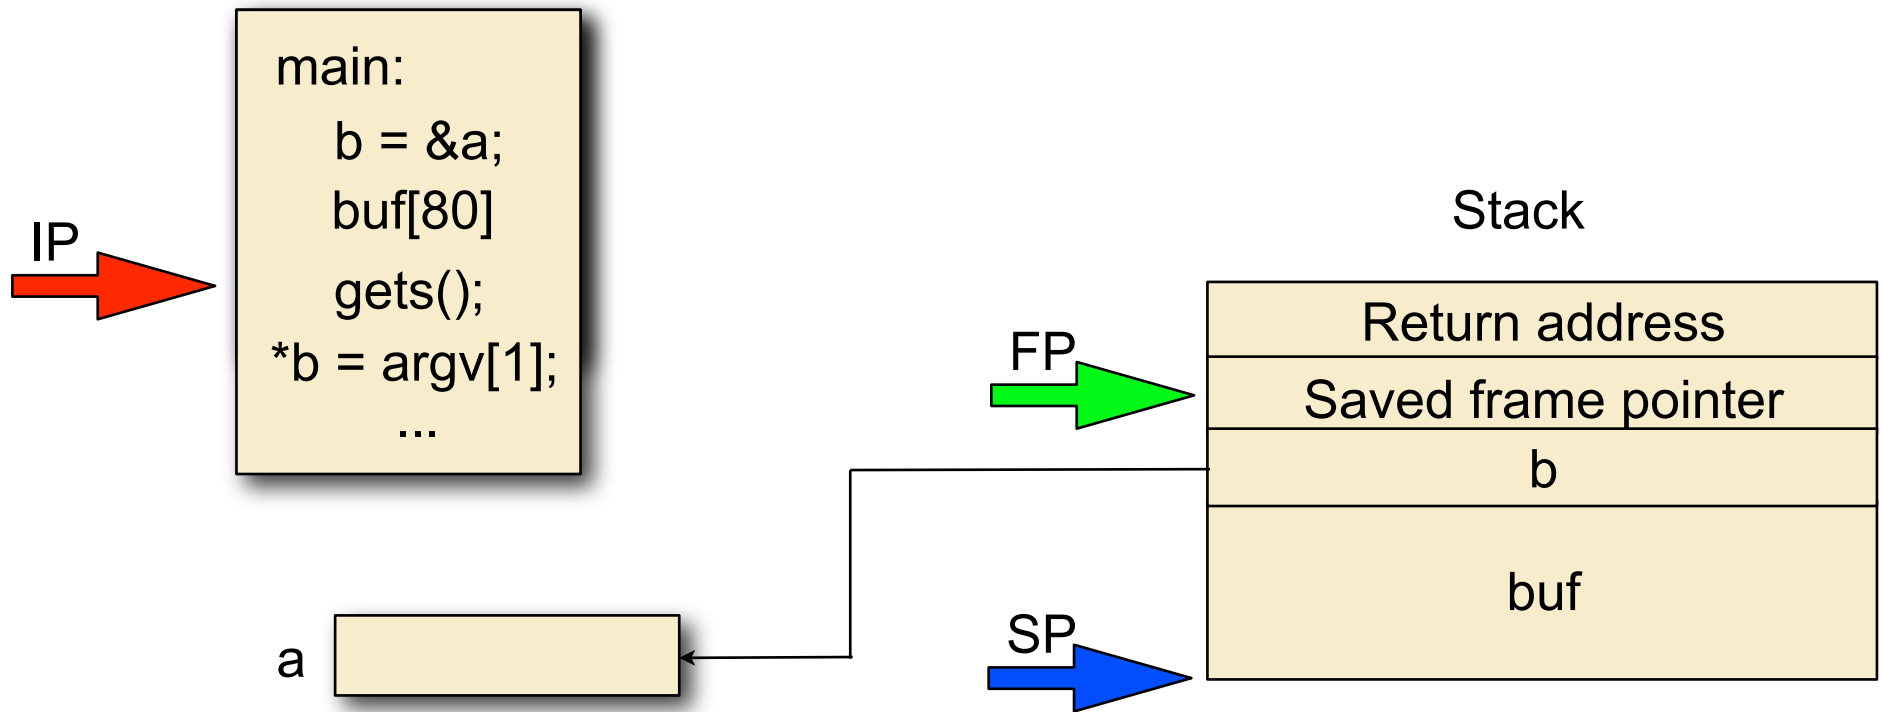 main:
b = &a;
buf[80]
IP
gets();
*b = argv[1];
...
Stack
Return address
FP
Saved frame pointer
b
buf
SP
a